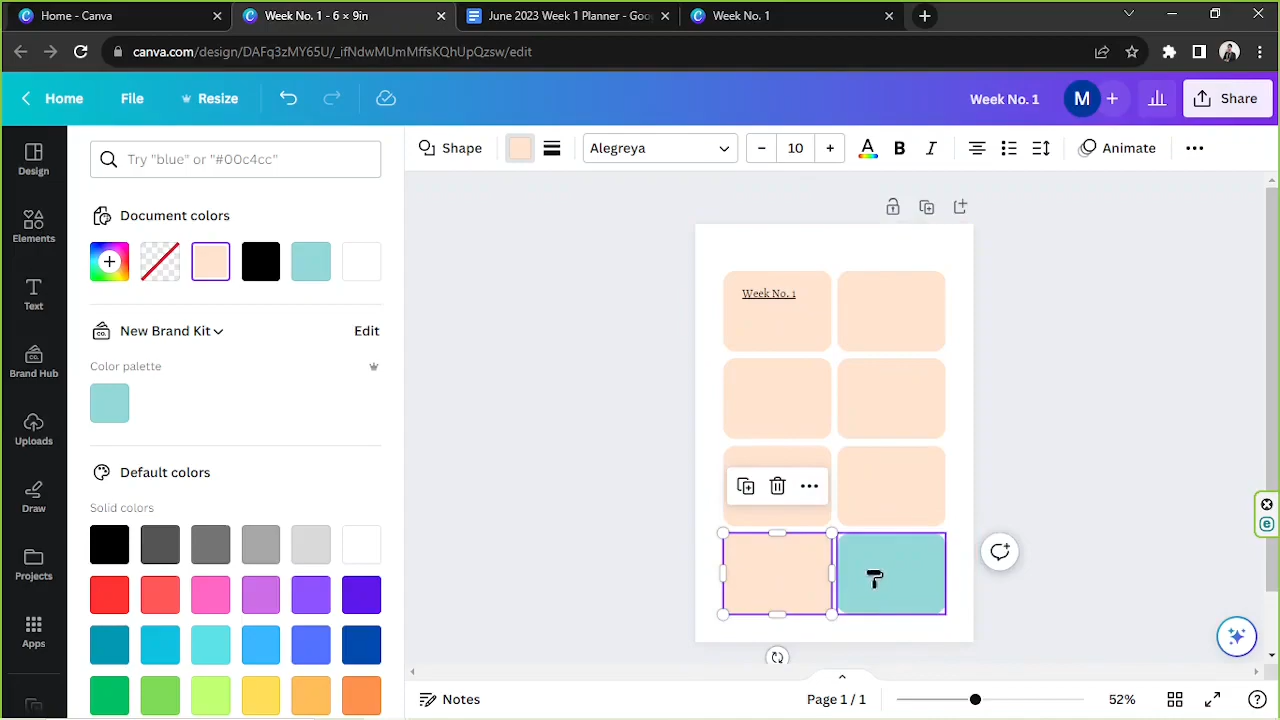 Home - Canva
Week No. 1 - 6 × 9in
June 2023 Week 1 Planner - Goo
Week No. 1
canva.com/design/DAFq3zMY65U/_ifNdwMUmMffsKQhUpQzsw/edit
Home
File
Resize
Week No. 1
M
Share
Design
Elements
Text
Brand Hub
Uploads
Draw
Projects
Apps
Try "blue" or "#00c4cc"
Document colors
New Brand Kit
Edit
Color palette
CO.
Default colors
Solid colors
Shape
Alegreya
10
A
B
I
Animate
Week No. 1
Notes
Page 1 / 1
52%